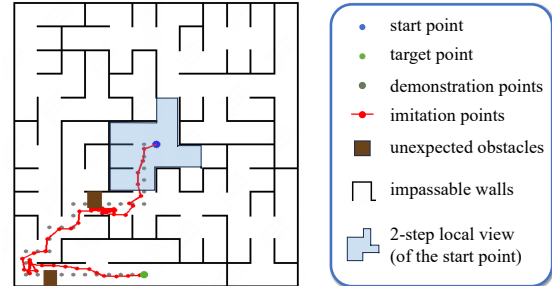 start point
target point
demonstration points
imitation points
unexpected obstacles
impassable walls
2-step local view
(of the start point)